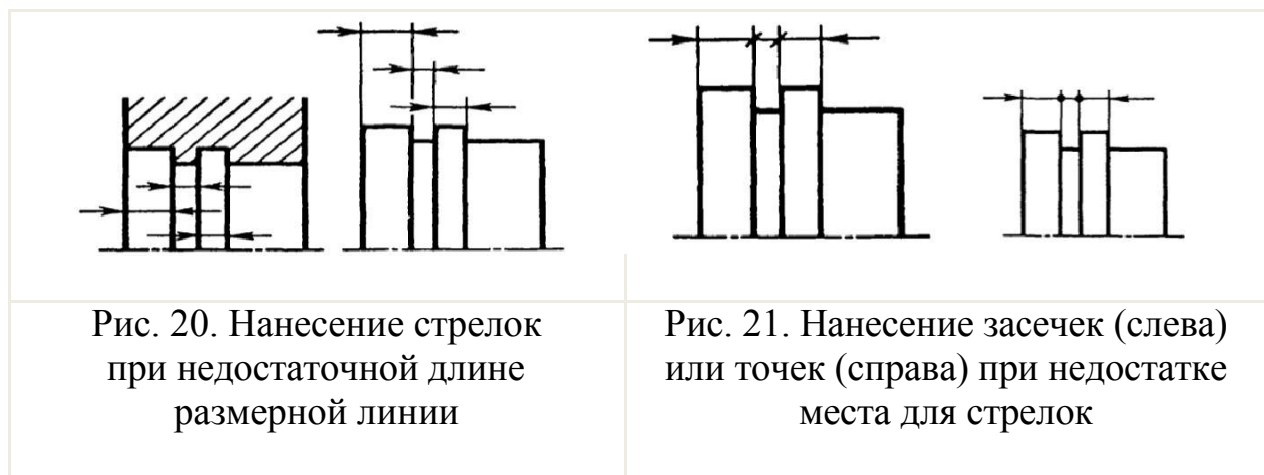 Рис. 20. Нанесение стрелок
при недостаточной длине
размерной линии
Рис. 21. Нанесение засечек (слева)
или точек (справа) при недостатке
места для стрелок